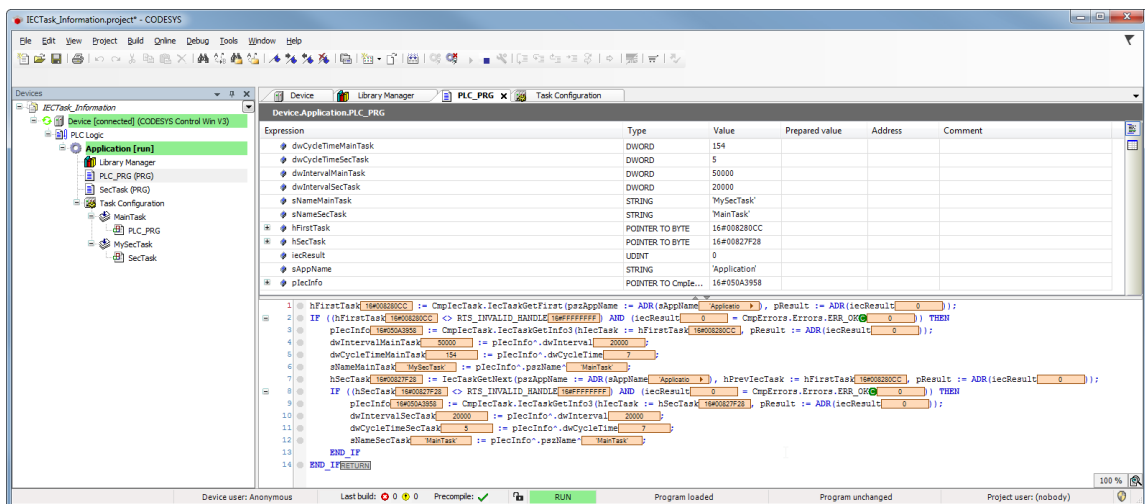 IECTask_Information.project* - CODESYS
File Edit View Project Build Online Debug Tools Window Help
Devices
IECTask_Information
Device [connected] (CODESYS Control Win V3)
PLC Logic
Application [run]
Library Manager
PLC_PRG (PRG)
SecTask (PRG)
Task Configuration
MainTask
PLC_PRG
MySecTask
SecTask
Device Library Manager PLC_PRG X Task Configuration
Device.Application.PLC_PRG
Expression Type Value Prepared value Address Comment
dwCycleTimeMainTask DWORD 154
dwCycleTimeSecTask DWORD 5
dwIntervalMainTask DWORD 50000
dwIntervalSecTask DWORD 20000
sNameMainTask STRING 'MySecTask'
sNameSecTask STRING 'MainTask'
hFirstTask POINTER TO BYTE 16#008280CC
hSecTask POINTER TO BYTE 16#00827F28
iecResult UDINT 0
sAppName STRING 'Application'
pIecInfo POINTER TO CmpIe... 16#050A3958
1 hFirstTask 16#008280CC := CmpIecTask.IecTaskGetFirst(pszAppName := ADR(sAppName 'Applicatio ), pResult := ADR(iecResult 0 ));
2 IF ((hFirstTask 16#008280CC <> RTS_INVALID_HANDLE 16#FFFFFFFF ) AND (iecResult 0 = CmpErrors.Errors.ERR_OK C 0 )) THEN
3 pIecInfo 16#050A3958 := CmpIecTask.IecTaskGetInfo3(hIecTask := hFirstTask 16#008280CC , pResult := ADR(iecResult 0 ));
4 dwIntervalMainTask 50000 := pIecInfo^.dwInterval 20000 ;
5 dwCycleTimeMainTask 154 := pIecInfo^.dwCycleTime 7 ;
6 sNameMainTask 'MySecTask' := pIecInfo^.pszName^ 'MainTask' ;
7 hSecTask 16#00827F28 := IecTaskGetNext(pszAppName := ADR(sAppName 'Applicatio ), hPrevIecTask := hFirstTask 16#008280CC , pResult := ADR(iecResult 0 ));
8 IF ((hSecTask 16#00827F28 <> RTS_INVALID_HANDLE 16#FFFFFFFF ) AND (iecResult 0 = CmpErrors.Errors.ERR_OK C 0 )) THEN
9 pIecInfo 16#050A3958 := CmpIecTask.IecTaskGetInfo3(hIecTask := hSecTask 16#00827F28 , pResult := ADR(iecResult 0 ));
10 dwIntervalSecTask 20000 := pIecInfo^.dwInterval 20000 ;
11 dwCycleTimeSecTask 5 := pIecInfo^.dwCycleTime 7 ;
12 sNameSecTask 'MainTask' := pIecInfo^.pszName^ 'MainTask' ;
13 END_IF
14 END_IF RETURN
100 %
Device user: Anonymous Last build: 0 0 Precompile: RUN Program loaded Program unchanged Project user: (nobody)